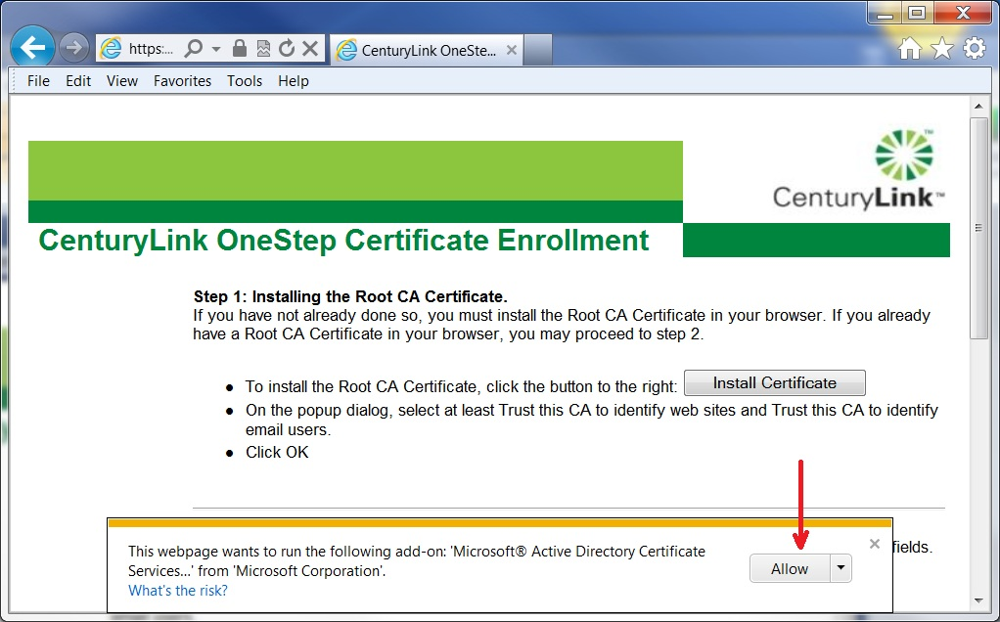 https:...
CenturyLink OneSte...
File Edit View Favorites Tools Help
CenturyLink™
CenturyLink OneStep Certificate Enrollment
Step 1: Installing the Root CA Certificate.
If you have not already done so, you must install the Root CA Certificate in your browser. If you already
have a Root CA Certificate in your browser, you may proceed to step 2.
To install the Root CA Certificate, click the button to the right: Install Certificate
On the popup dialog, select at least Trust this CA to identify web sites and Trust this CA to identify
email users.
Click OK
fields.
This webpage wants to run the following add-on: 'Microsoft® Active Directory Certificate
Services...' from 'Microsoft Corporation'.
What's the risk?
Allow